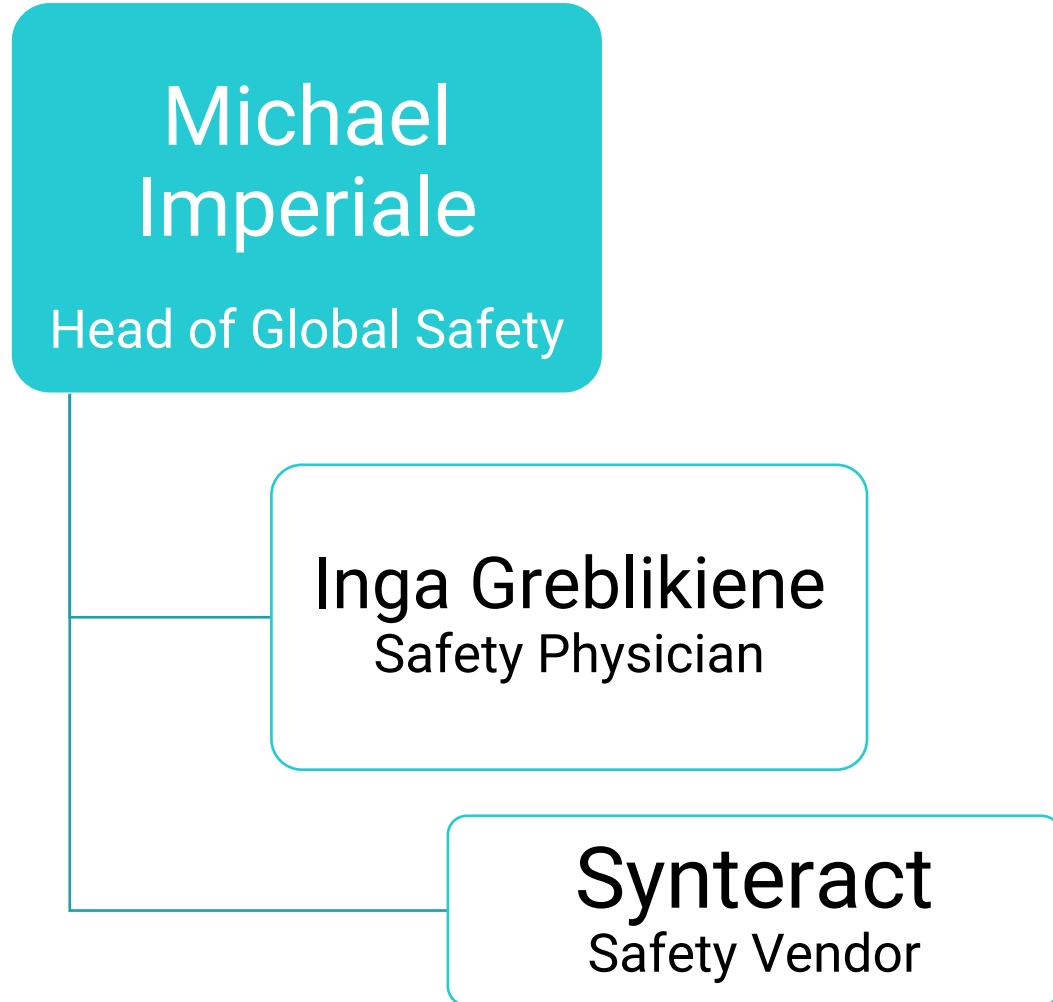 Michael
Imperiale
Head of Global Safety
Inga Greblikiene
Safety Physician
Synteract
Safety Vendor